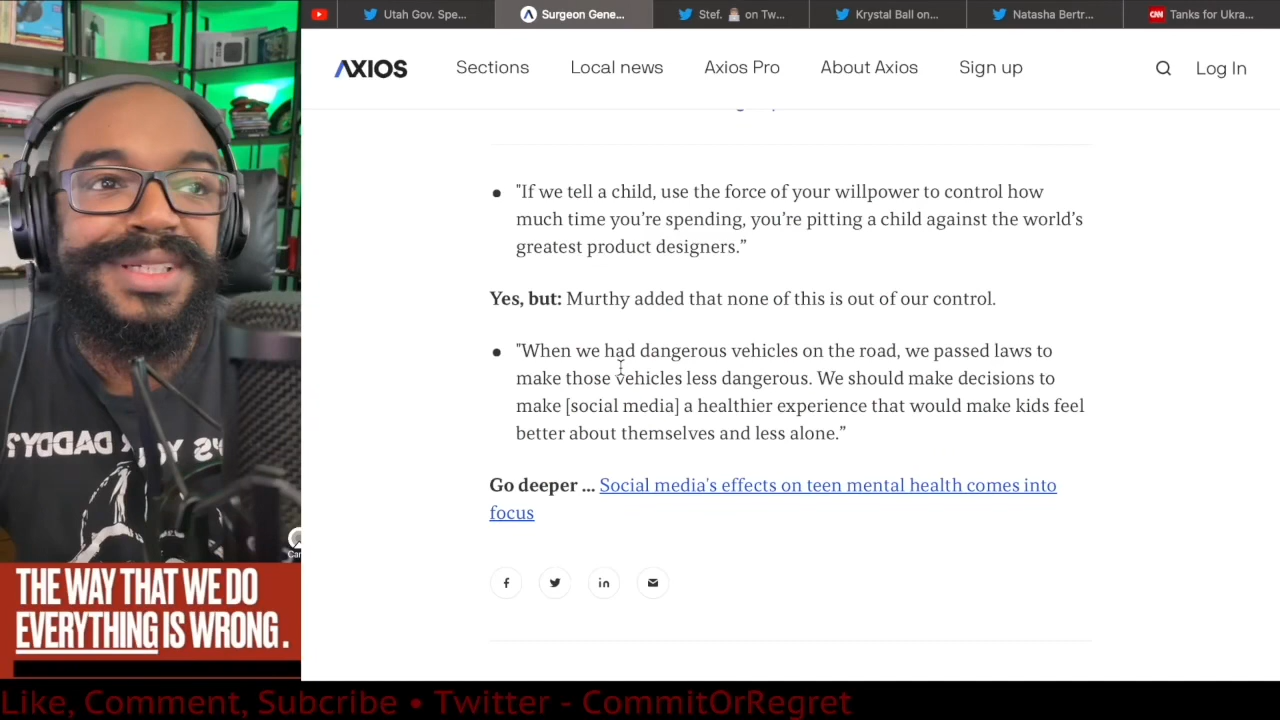 Utah Gov. Spe...
Surgeon Gene...
Stef. on Tw...
Krystal Ball on...
Natasha Bertr...
CNN Tanks for Ukra...
AXIOS
Sections
Local news
Axios Pro
About Axios
Sign up
Log In
"If we tell a child, use the force of your willpower to control how
much time you’re spending, you’re pitting a child against the world’s
greatest product designers.”
Yes, but: Murthy added that none of this is out of our control.
"When we had dangerous vehicles on the road, we passed laws to
make those vehicles less dangerous. We should make decisions to
make [social media] a healthier experience that would make kids feel
better about themselves and less alone.”
Go deeper ... Social media's effects on teen mental health comes into
focus
THE WAY THAT WE DO
EVERYTHING IS WRONG.
Like, Comment, Subcribe • Twitter - CommitOrRegret